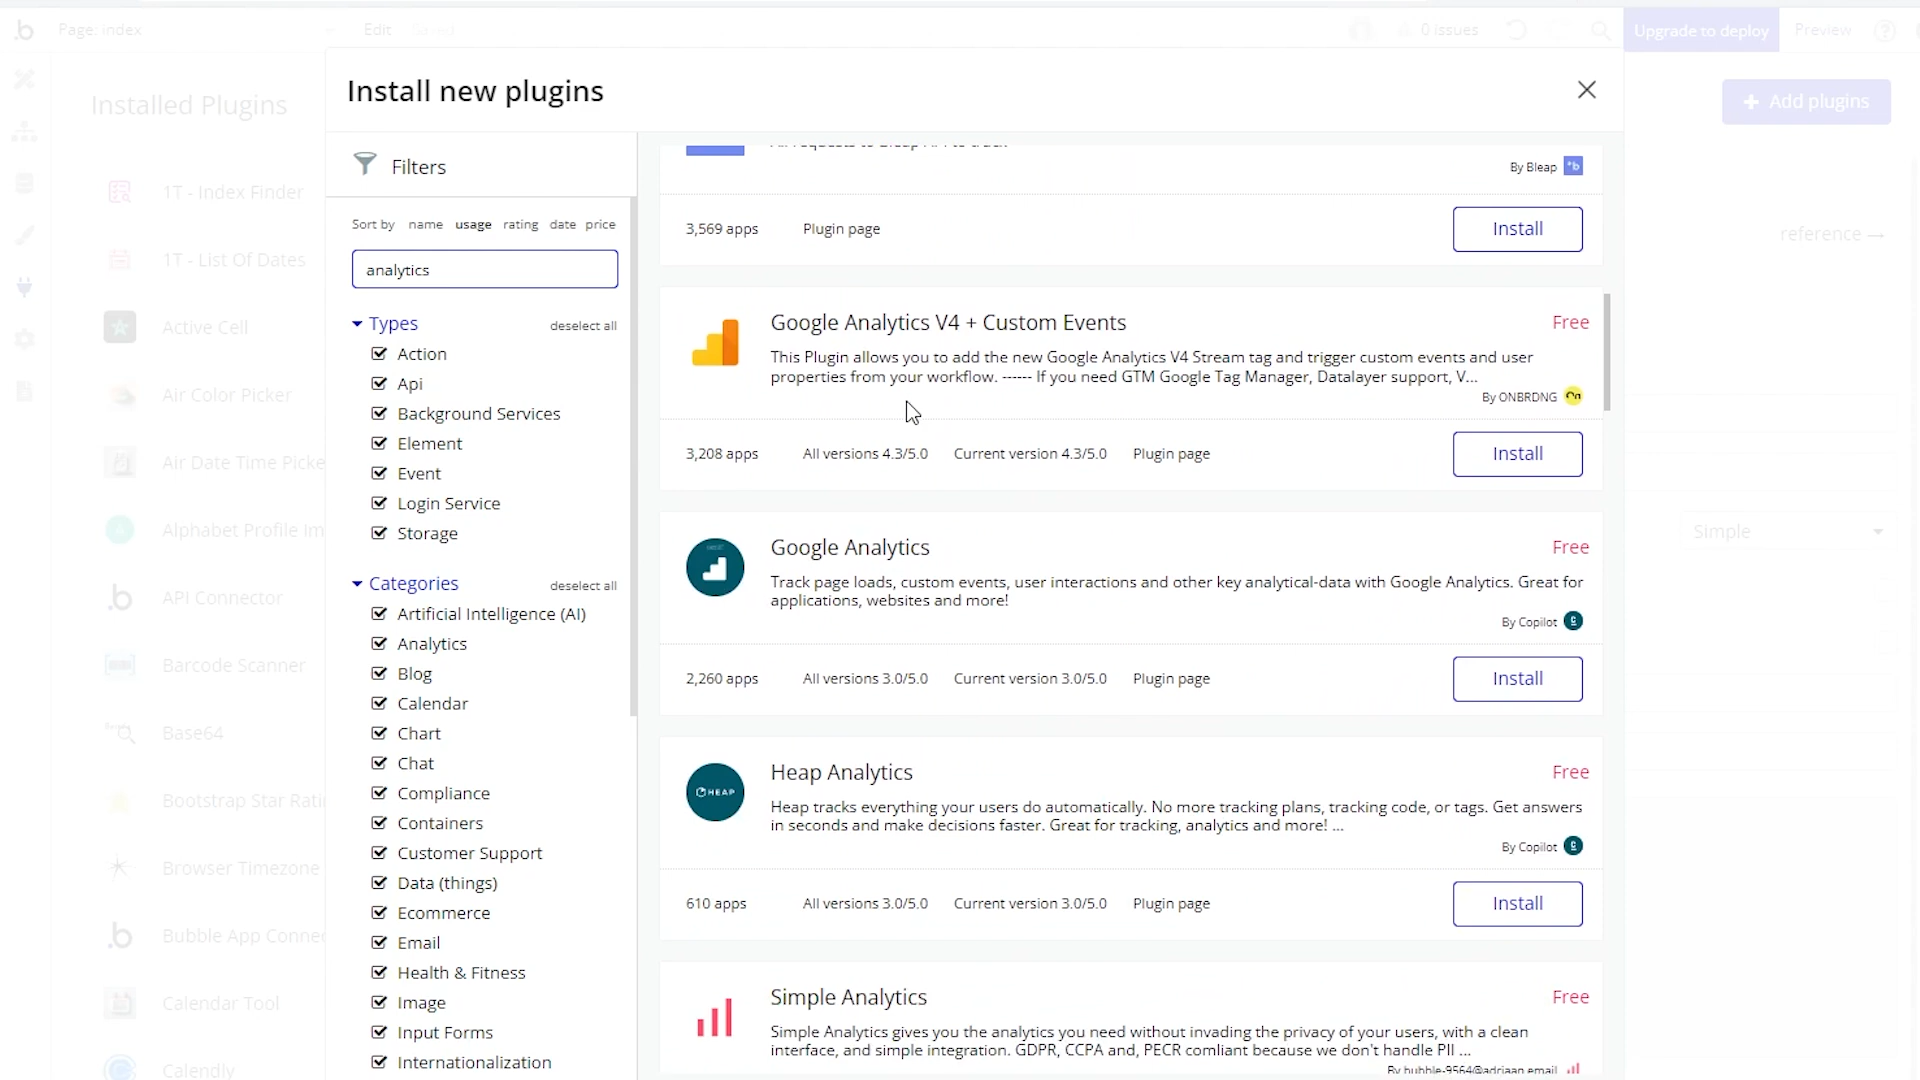 Page: index
Edit
Saved
0 issues
Upgrade to deploy
Preview
Installed Plugins
Add plugins
1T - Index Finder
1T - List Of Dates
Active Cell
Air Color Picker
Air Date Time Picke
Alphabet Profile Im
API Connector
Barcode Scanner
Base64
Bootstrap Star Rati
Browser Timezone
Bubble App Connec
Calendar Tool
Calendly
reference
Simple
Install new plugins
Filters
Sort by name usage rating date price
analytics
Types deselect all
Action
Api
Background Services
Element
Event
Login Service
Storage
Categories deselect all
Artificial Intelligence (AI)
Analytics
Blog
Calendar
Chart
Chat
Compliance
Containers
Customer Support
Data (things)
Ecommerce
Email
Health & Fitness
Image
Input Forms
Internationalization
By Bleap
3,569 apps Plugin page Install
Google Analytics V4 + Custom Events Free
This Plugin allows you to add the new Google Analytics V4 Stream tag and trigger custom events and user
properties from your workflow. ------ If you need GTM Google Tag Manager, Datalayer support, V...
By ONBRDNG
3,208 apps All versions 4.3/5.0 Current version 4.3/5.0 Plugin page Install
Google Analytics Free
Track page loads, custom events, user interactions and other key analytical-data with Google Analytics. Great for
applications, websites and more!
By Copilot
2,260 apps All versions 3.0/5.0 Current version 3.0/5.0 Plugin page Install
HEAP
Heap Analytics Free
Heap tracks everything your users do automatically. No more tracking plans, tracking code, or tags. Get answers
in seconds and make decisions faster. Great for tracking, analytics and more! ...
By Copilot
610 apps All versions 3.0/5.0 Current version 3.0/5.0 Plugin page Install
Simple Analytics Free
Simple Analytics gives you the analytics you need without invading the privacy of your users, with a clean
interface, and simple integration. GDPR, CCPA and, PECR comliant because we don't handle PII ...
By bubble-9564@adriaan.email